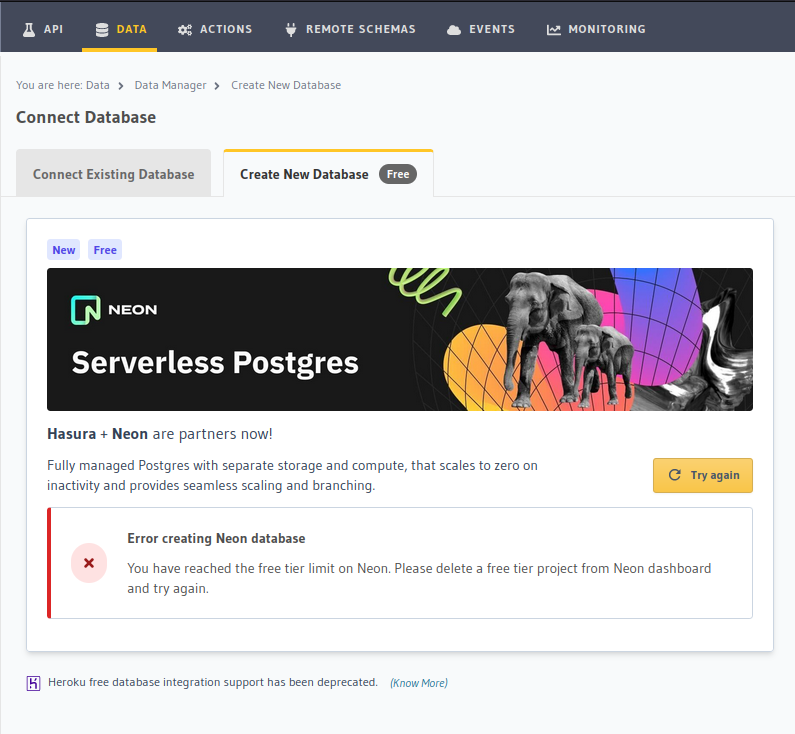 API DATA ACTIONS REMOTE SCHEMAS EVENTS MONITORING
You are here: Data > Data Manager > Create New Database
Connect Database
Connect Existing Database Create New Database Free
New Free
NEON
Serverless Postgres
Hasura + Neon are partners now!
Fully managed Postgres with separate storage and compute, that scales to zero on
inactivity and provides seamless scaling and branching.
Try again
Error creating Neon database
You have reached the free tier limit on Neon. Please delete a free tier project from Neon dashboard
and try again.
Heroku free database integration support has been deprecated. (Know More)